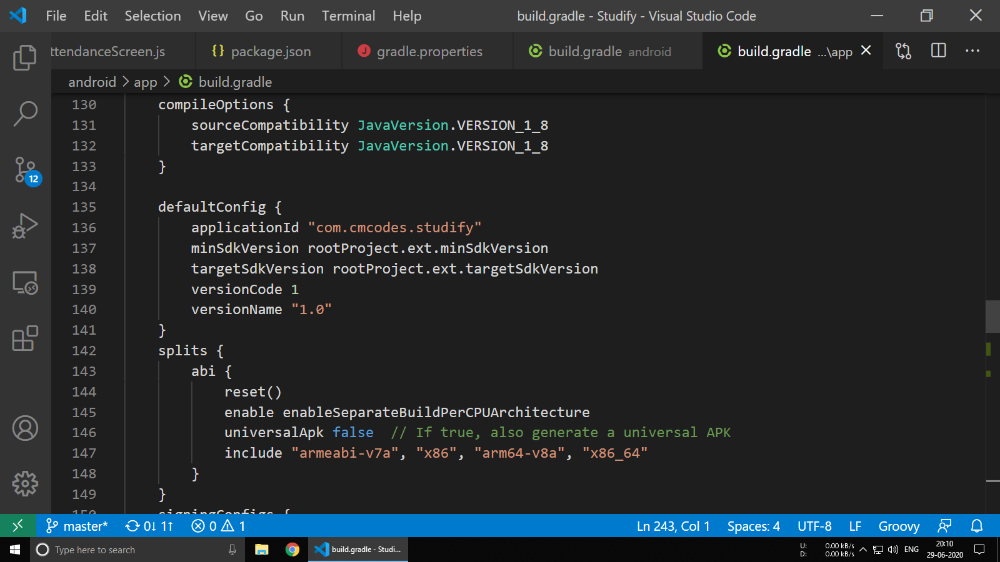 File Edit Selection View Go Run Terminal Help build.gradle - Studify - Visual Studio Code
ttendanceScreen.js {} package.json J gradle.properties build.gradle android build.gradle ...\app
android > app > build.gradle
130 compileOptions {
131 sourceCompatibility JavaVersion.VERSION_1_8
132 targetCompatibility JavaVersion.VERSION_1_8
133 }
134
135 defaultConfig {
136 applicationId "com.cmcodes.studify"
137 minSdkVersion rootProject.ext.minSdkVersion
138 targetSdkVersion rootProject.ext.targetSdkVersion
139 versionCode 1
140 versionName "1.0"
141 }
142 splits {
143 abi {
144 reset()
145 enable enableSeparateBuildPerCPUArchitecture
146 universalApk false // If true, also generate a universal APK
147 include "armeabi-v7a", "x86", "arm64-v8a", "x86_64"
148 }
149 }
150 signingConfigs {
12
master* 0↓ 1↑ 0 1 Ln 243, Col 1 Spaces: 4 UTF-8 LF Groovy
Type here to search build.gradle - Studi... U: 0.00 kB/s D: 0.00 kB/s ENG 20:10 29-06-2020